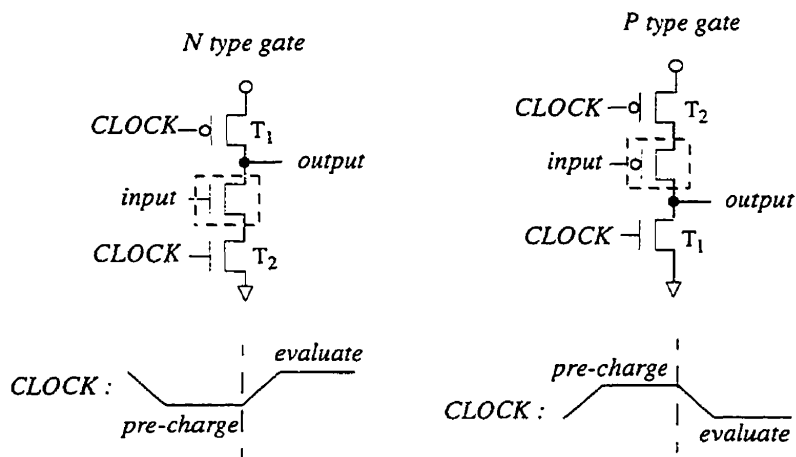 N type gate
CLOCK
T1
output
input
CLOCK
T2
CLOCK :
pre-charge
evaluate
P type gate
CLOCK
T2
input
output
CLOCK
T1
CLOCK :
pre-charge
evaluate